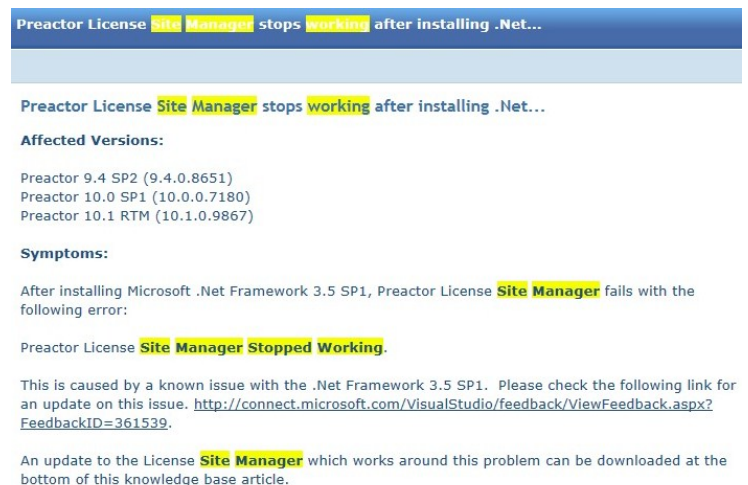 Preactor License Site Manager stops working after installing .Net...
Preactor License Site Manager stops working after installing .Net...
Affected Versions:
Preactor 9.4 SP2 (9.4.0.8651)
Preactor 10.0 SP1 (10.0.0.7180)
Preactor 10.1 RTM (10.1.0.9867)
Symptoms:
After installing Microsoft .Net Framework 3.5 SP1, Preactor License Site Manager fails with the
following error:
Preactor License Site Manager Stopped Working.
This is caused by a known issue with the .Net Framework 3.5 SP1.  Please check the following link for
an update on this issue. http://connect.microsoft.com/VisualStudio/feedback/ViewFeedback.aspx?
FeedbackID=361539.
An update to the License Site Manager which works around this problem can be downloaded at the
bottom of this knowledge base article.